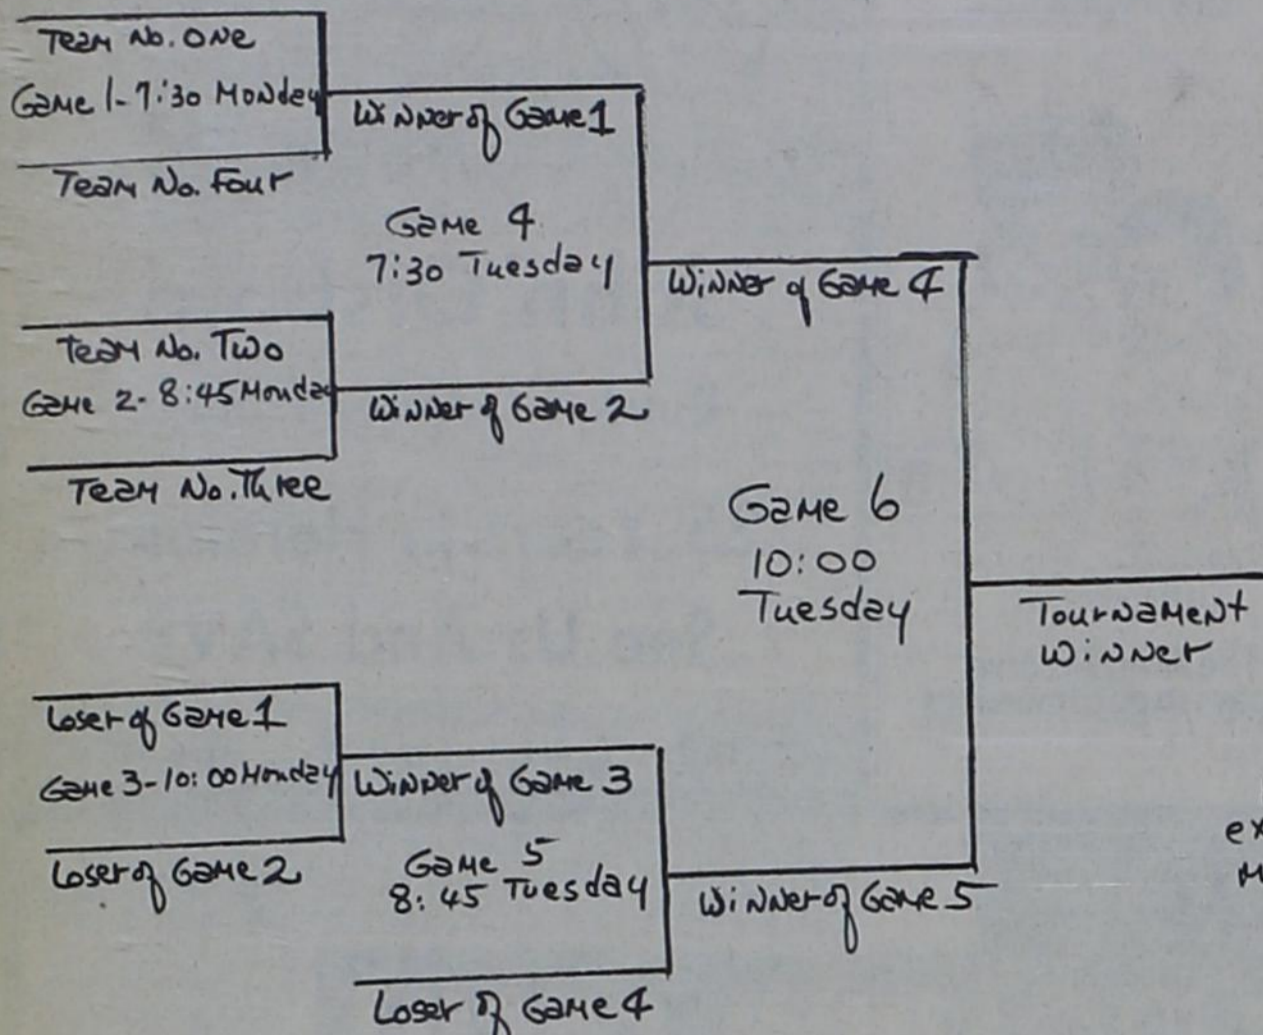 Team No. One
Game 1 - 7:30 Monday
Team No. Four
Winner of Game 1
Game 4
7:30 Tuesday
Team No. Two
Game 2 - 8:45 Monday
Team No. Three
Winner of Game 2
Winner of Game 4
Game 6
10:00
Tuesday
Tournament
Winner
Loser of Game 1
Game 3 - 10:00 Monday
Loser of Game 2
Winner of Game 3
Game 5
8:45 Tuesday
Loser of Game 4
Winner of Game 5
ex
M